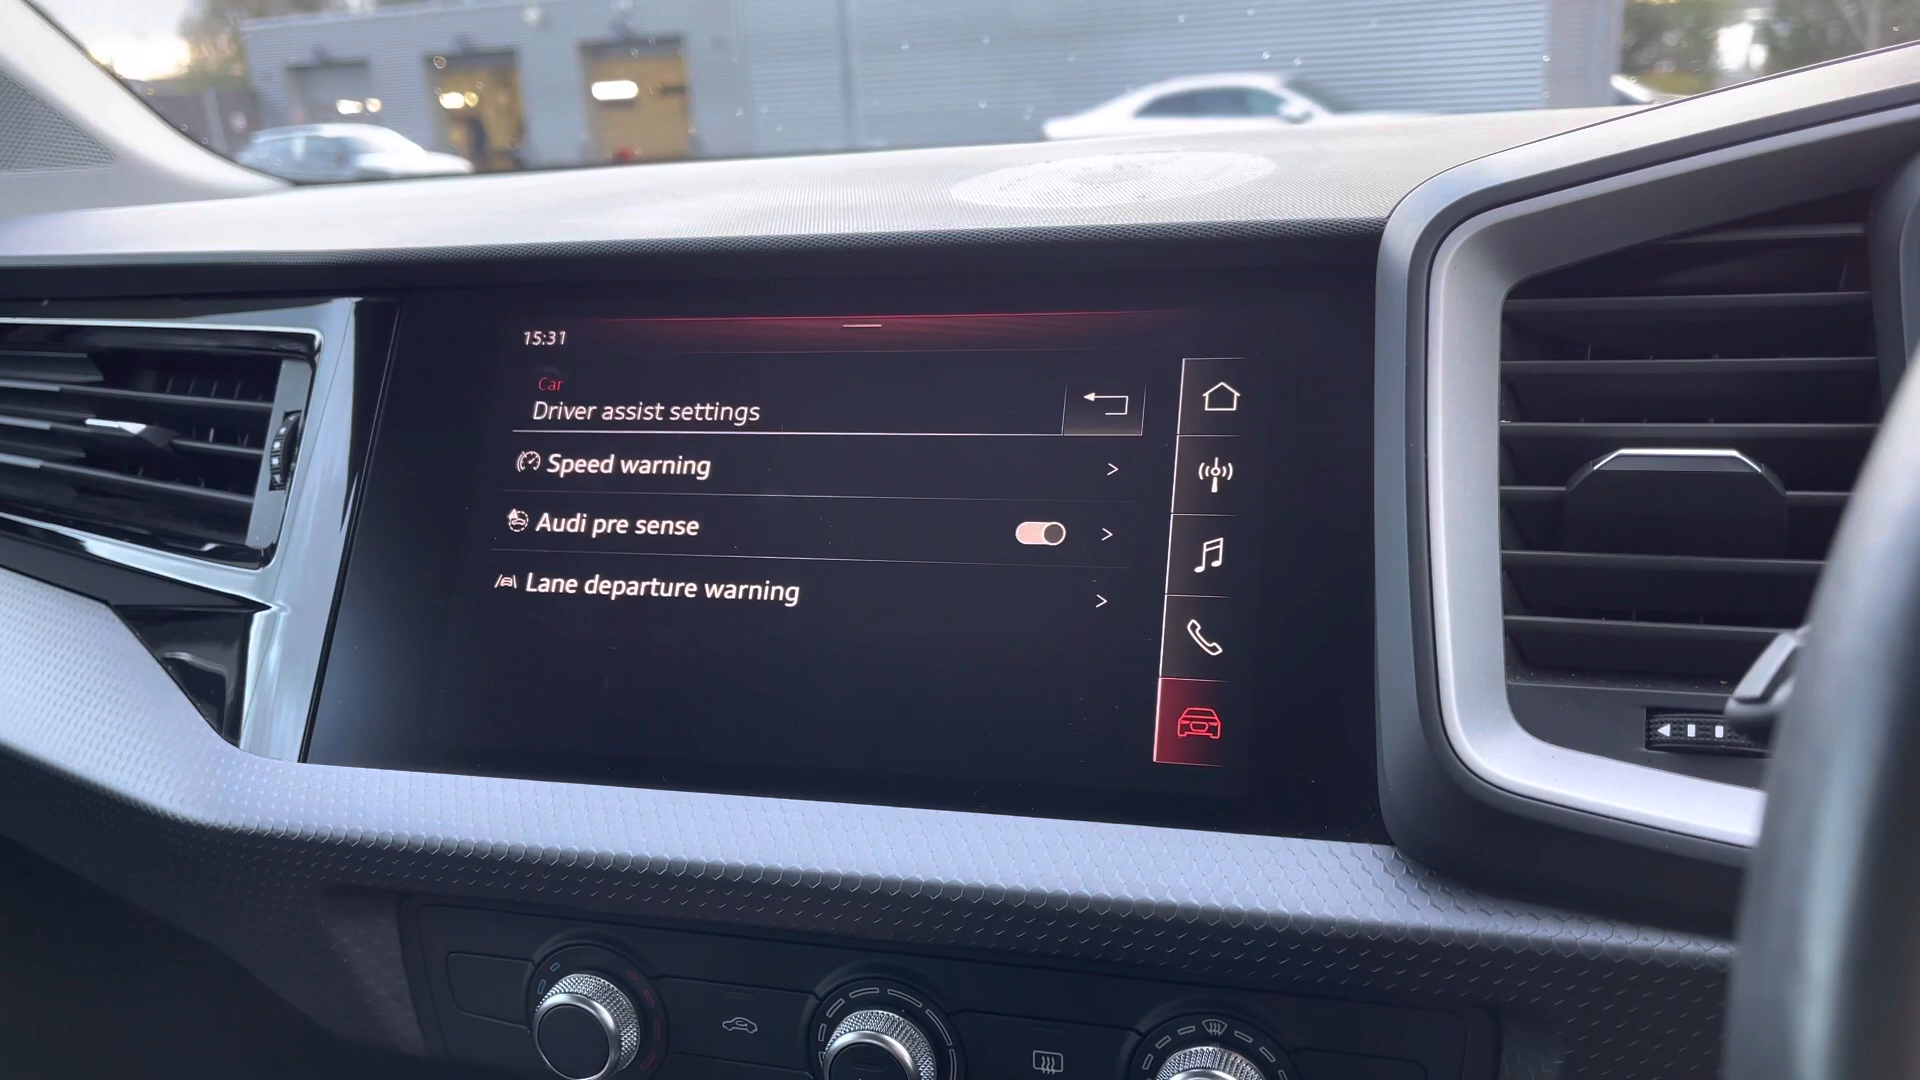 15:31
Car
Driver assist settings
Speed warning
Audi pre sense
Lane departure warning